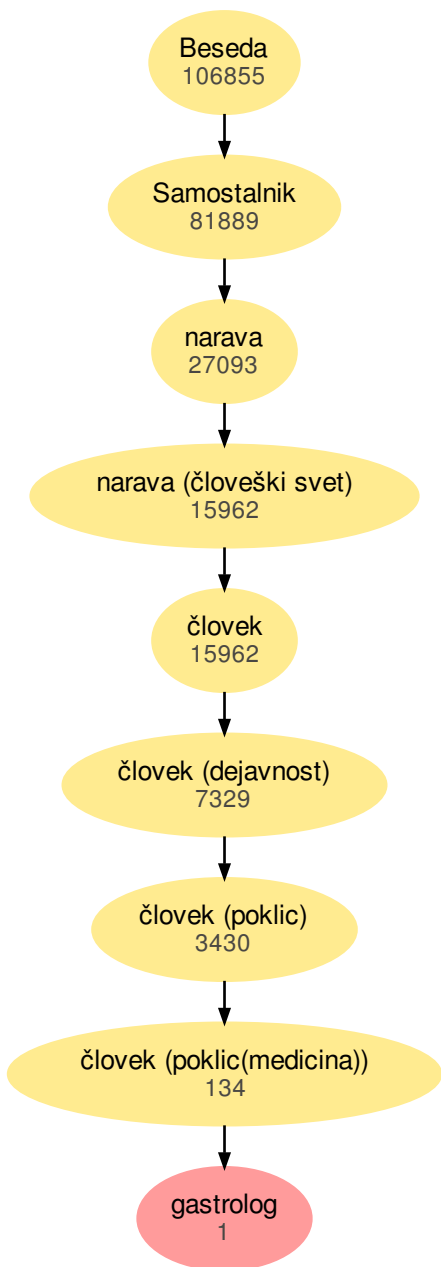 Beseda
106855
Samostalnik
81889
narava
27093
narava (človeški svet)
15962
človek
15962
človek (dejavnost)
7329
človek (poklic)
3430
človek (poklic(medicina))
134
gastrolog
1